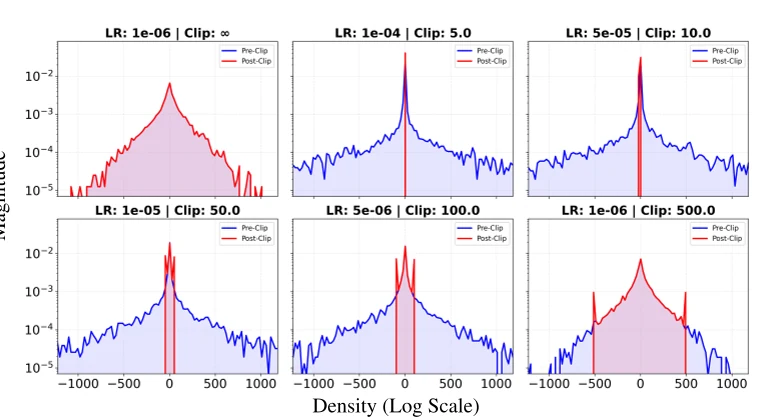 LR: 1e-06 | Clip: ∞
LR: 1e-04 | Clip: 5.0
LR: 5e-05 | Clip: 10.0
Pre-Clip
Post-Clip
Pre-Clip
Post-Clip
Pre-Clip
Post-Clip
10⁻²
10⁻³
10⁻⁴
10⁻⁵
Magnitude
LR: 1e-05 | Clip: 50.0
LR: 5e-06 | Clip: 100.0
LR: 1e-06 | Clip: 500.0
Pre-Clip
Post-Clip
Pre-Clip
Post-Clip
Pre-Clip
Post-Clip
10⁻²
10⁻³
10⁻⁴
10⁻⁵
−1000 −500 0 500 1000
−1000 −500 0 500 1000
−1000 −500 0 500 1000
Density (Log Scale)